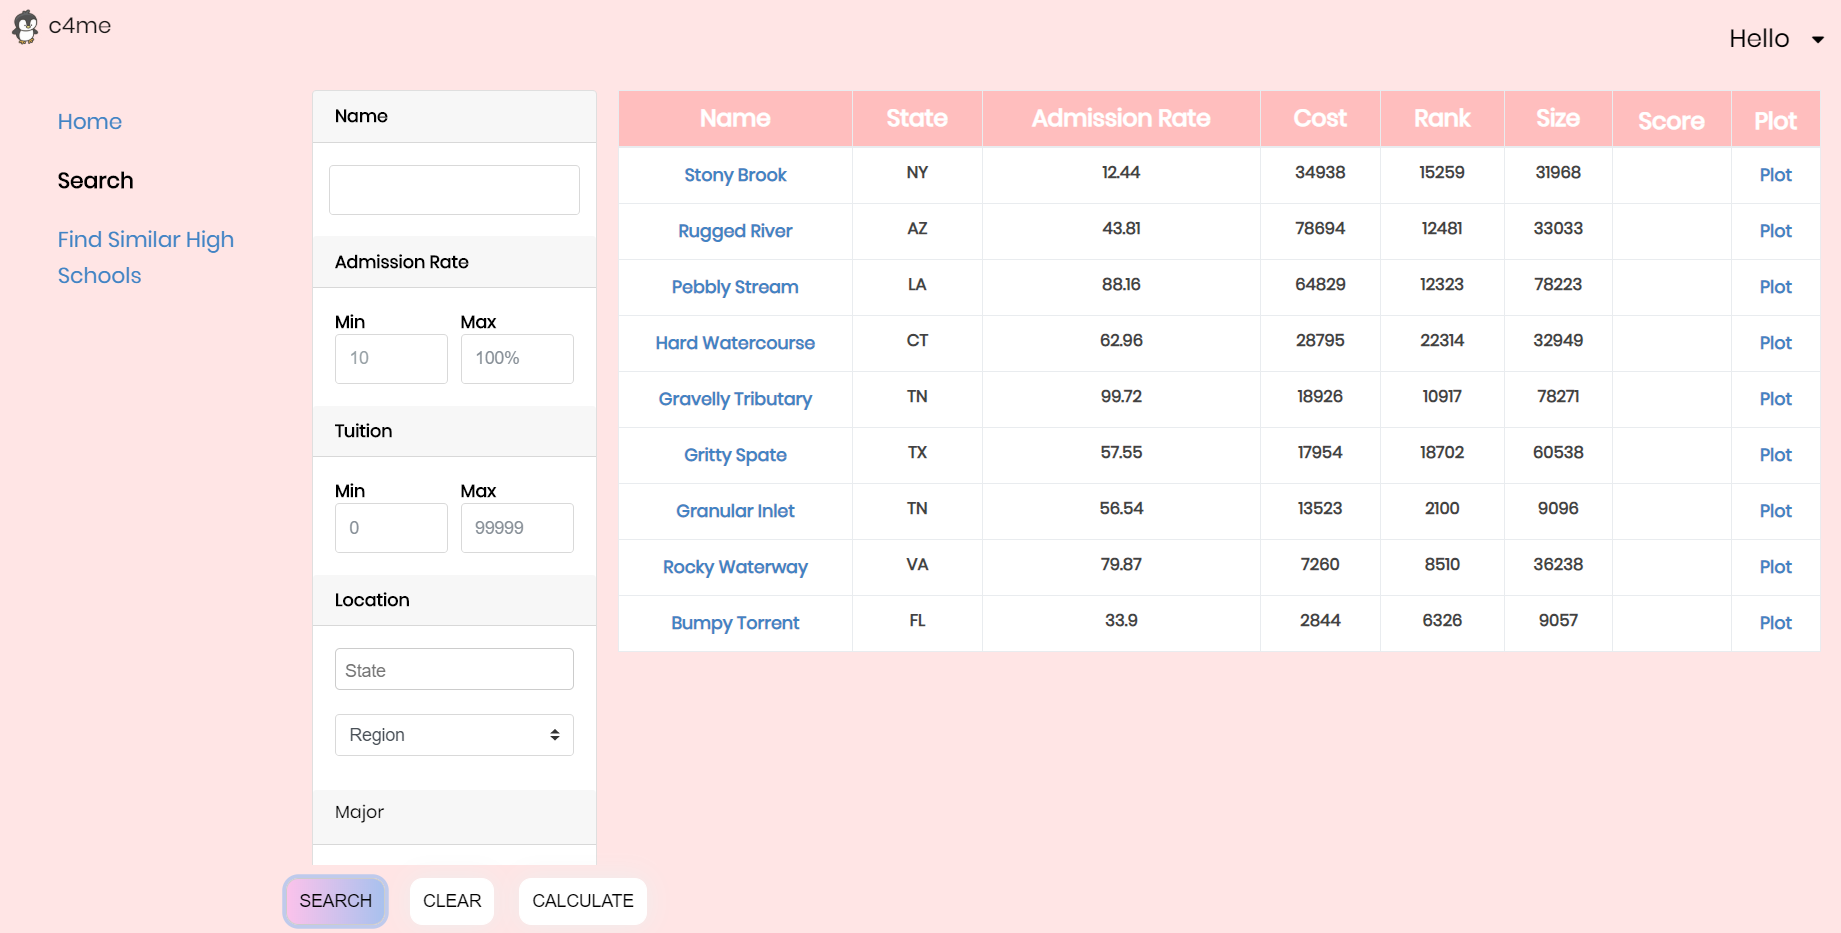 c4me
Hello
Home
Search
Find Similar High
Schools
Name
Admission Rate
Min Max
10 100%
Tuition
Min Max
0 99999
Location
State
Region
Major
SEARCH CLEAR CALCULATE
Name State Admission Rate Cost Rank Size Score Plot
Stony Brook NY 12.44 34938 15259 31968 Plot
Rugged River AZ 43.81 78694 12481 33033 Plot
Pebbly Stream LA 88.16 64829 12323 78223 Plot
Hard Watercourse CT 62.96 28795 22314 32949 Plot
Gravelly Tributary TN 99.72 18926 10917 78271 Plot
Gritty Spate TX 57.55 17954 18702 60538 Plot
Granular Inlet TN 56.54 13523 2100 9096 Plot
Rocky Waterway VA 79.87 7260 8510 36238 Plot
Bumpy Torrent FL 33.9 2844 6326 9057 Plot